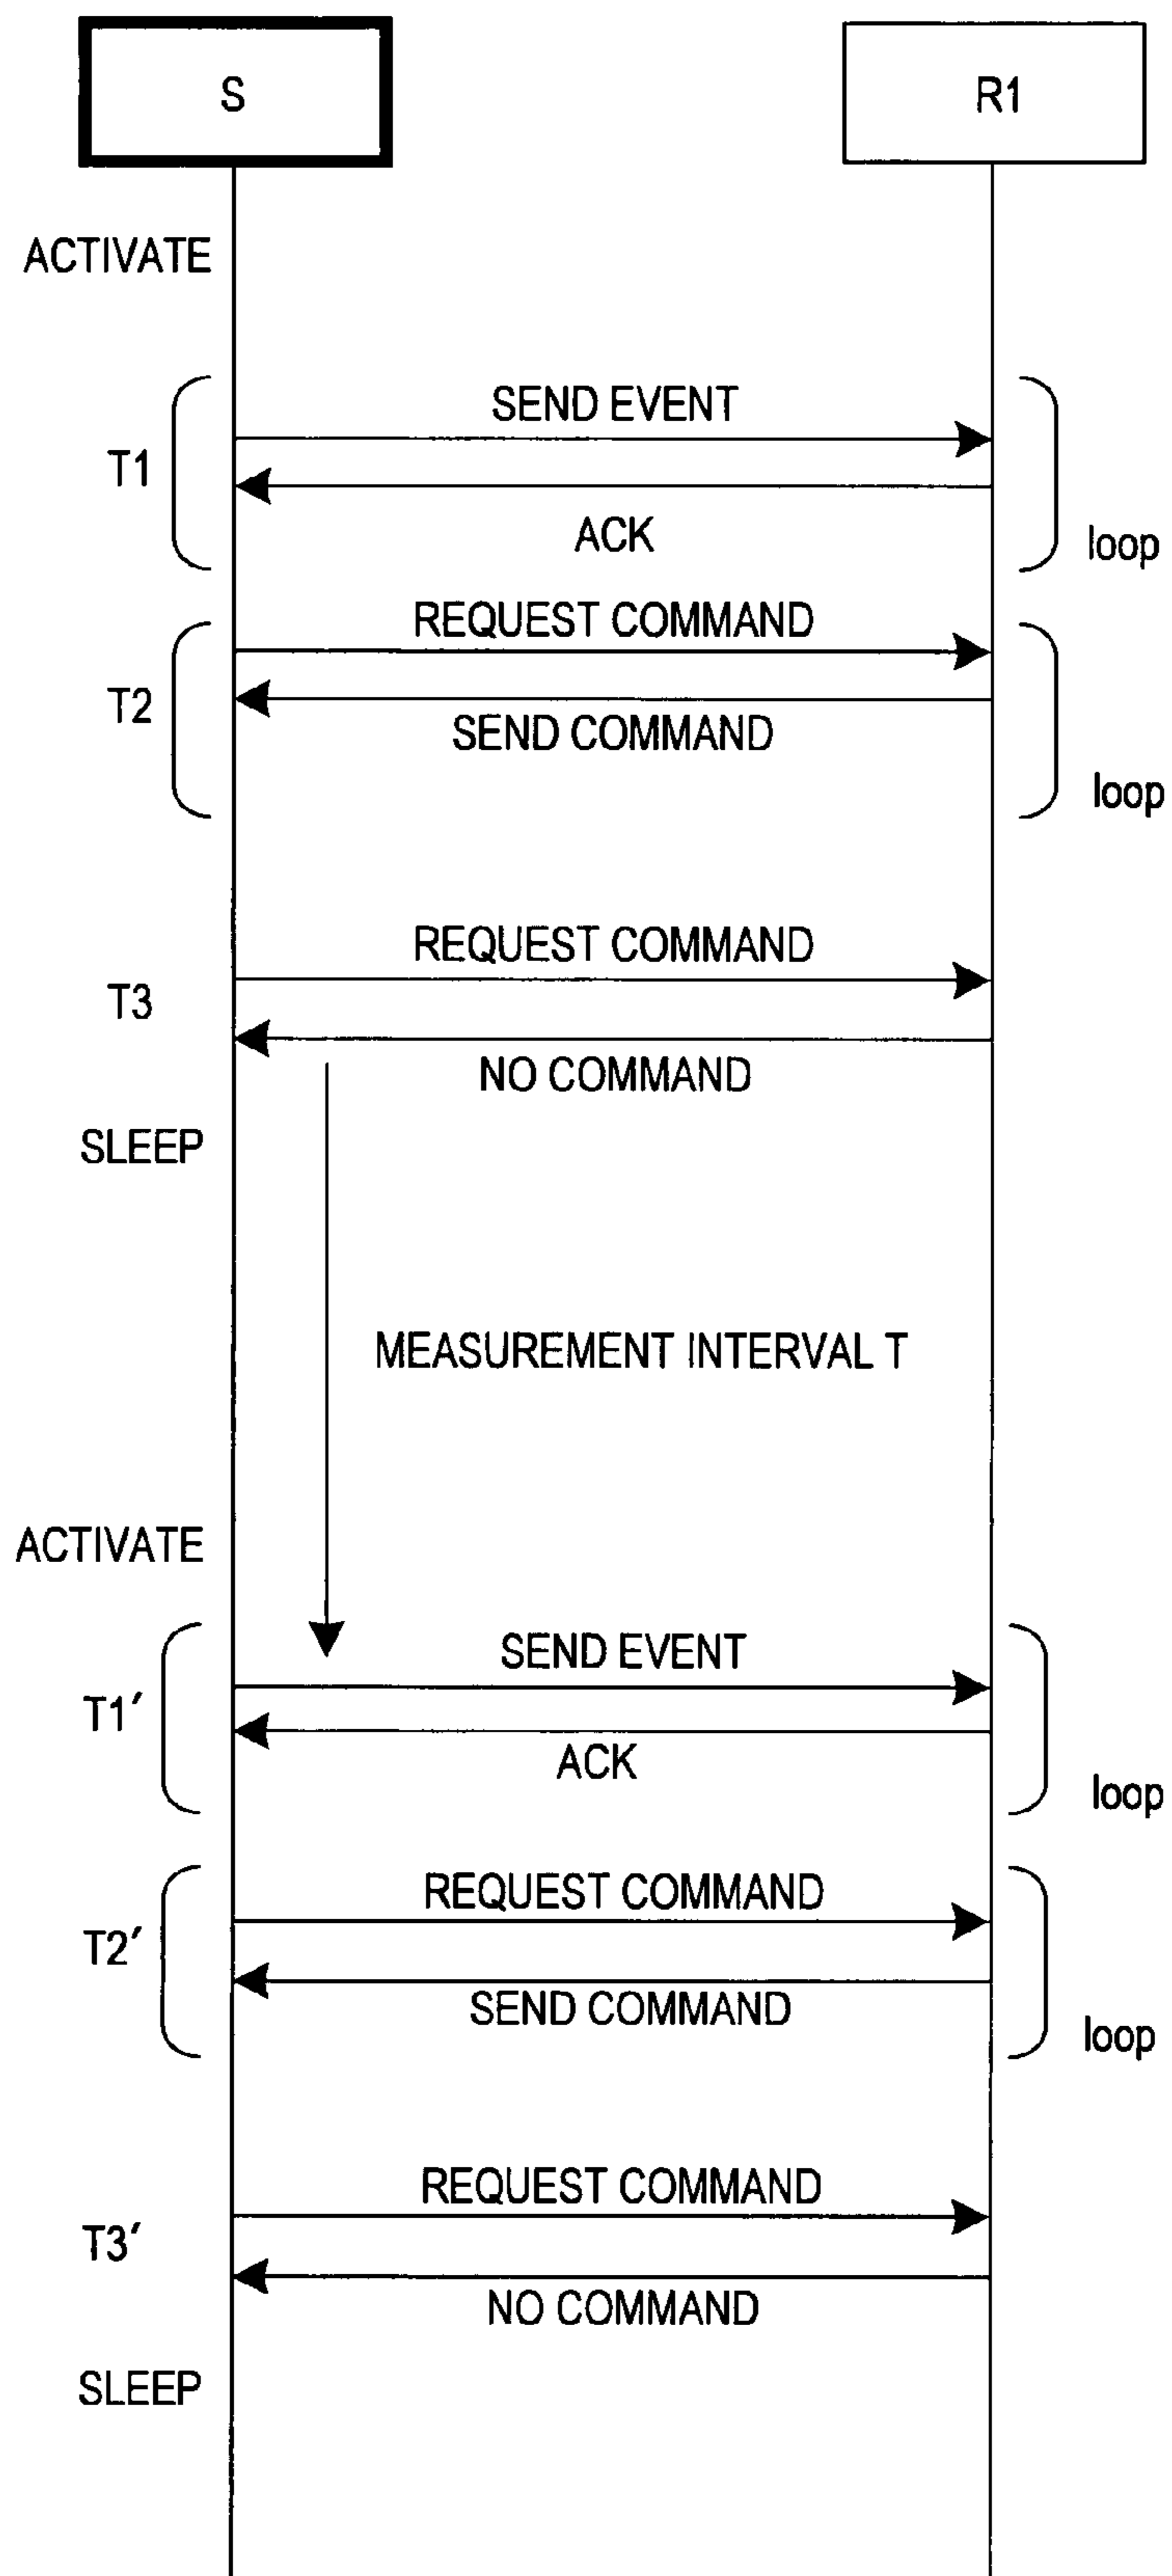 S
R1
ACTIVATE
SEND EVENT
T1
ACK
loop
REQUEST COMMAND
T2
SEND COMMAND
loop
REQUEST COMMAND
T3
NO COMMAND
SLEEP
MEASUREMENT INTERVAL T
ACTIVATE
SEND EVENT
T1′
ACK
loop
REQUEST COMMAND
T2′
SEND COMMAND
loop
REQUEST COMMAND
T3′
NO COMMAND
SLEEP